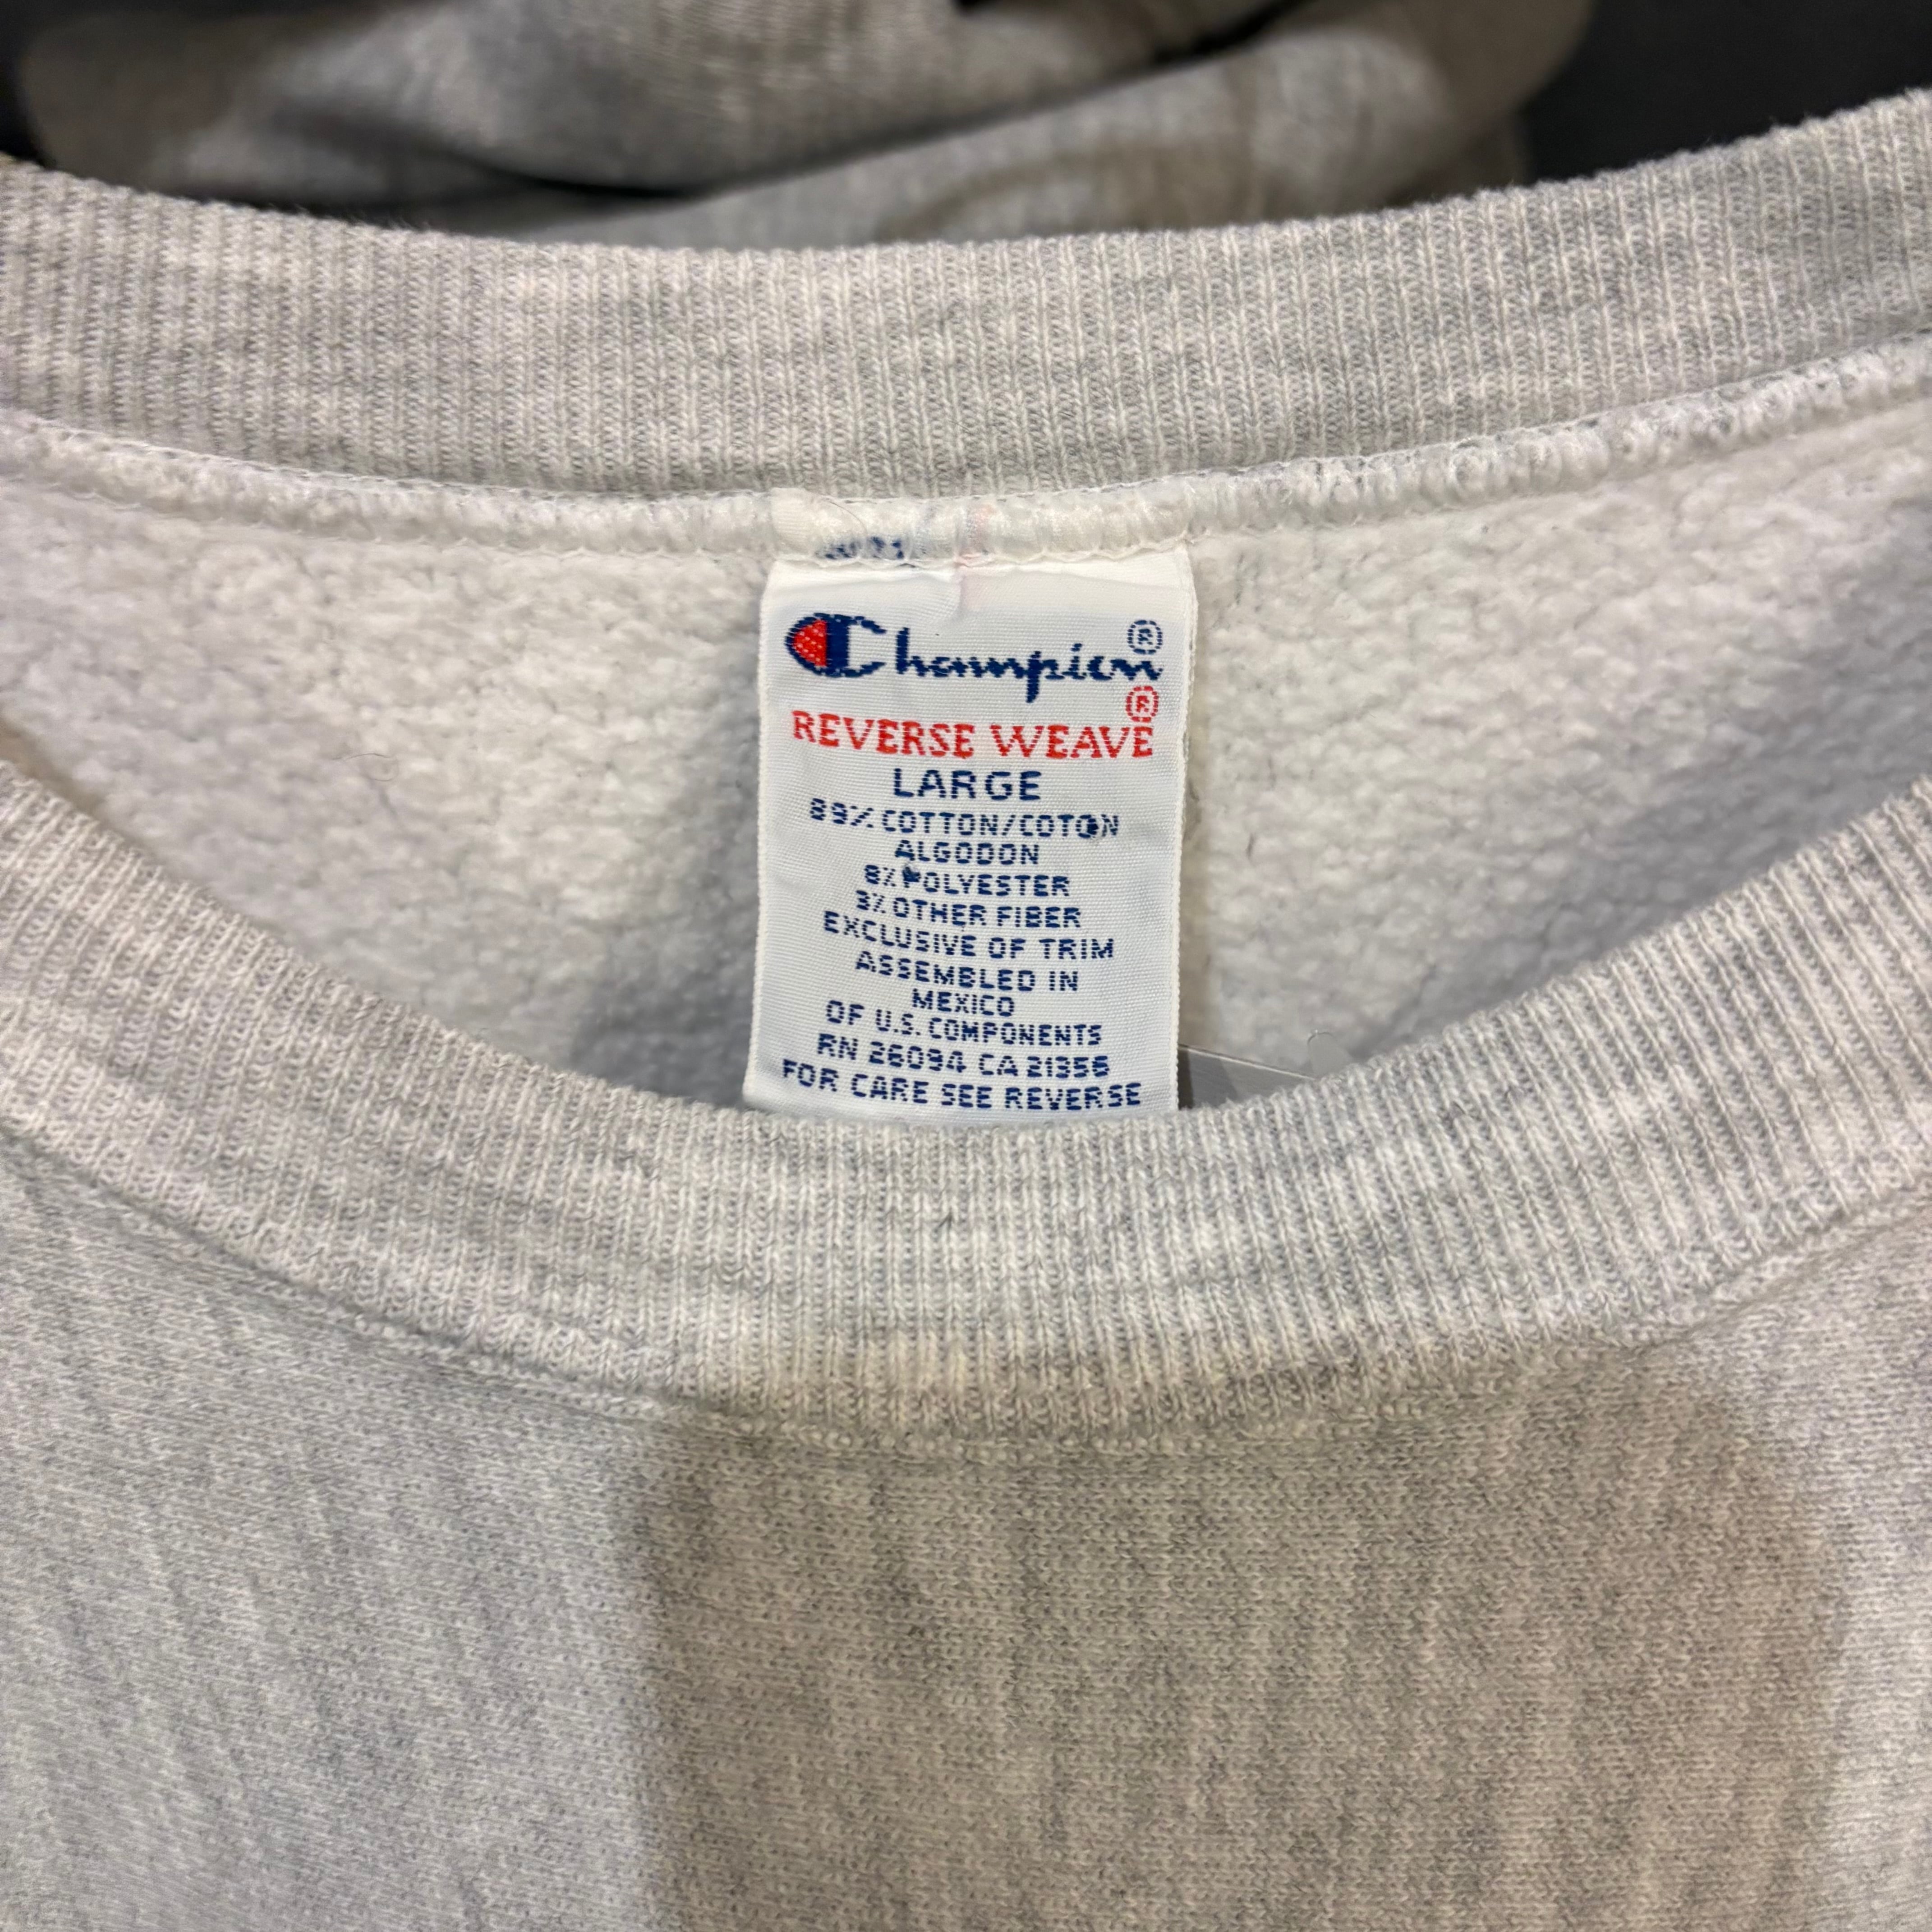 Champion®
REVERSE WEAVE®
LARGE
89% COTTON/COTON
ALGODON
8% POLYESTER
3% OTHER FIBER
EXCLUSIVE OF TRIM
ASSEMBLED IN
MEXICO
OF U.S. COMPONENTS
RN 26094 CA 21356
FOR CARE SEE REVERSE